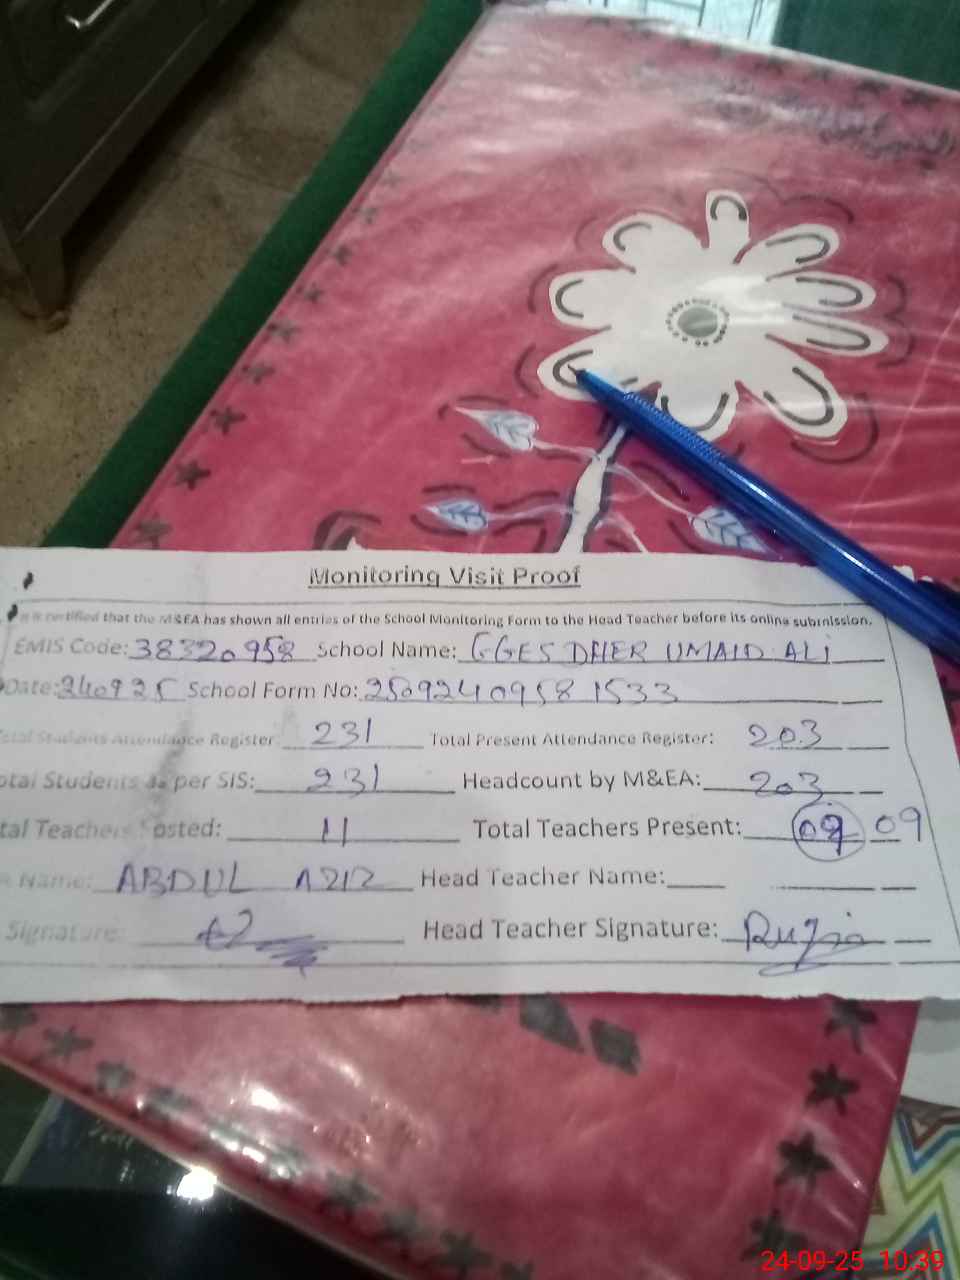 Monitoring Visit Proof
is certified that the M&EA has shown all entries of the School Monitoring Form to the Head Teacher before its online submission.
EMIS Code: 38320958 School Name: GGES DHER UMAID ALI
Date: 240925 School Form No: 2509240958 1533
Total Students Attendance Register 231 Total Present Attendance Register: 203
otal Students as per SIS: 231 Headcount by M&EA: 203
tal Teachers Posted: 11 Total Teachers Present: 09 09
Name: ABDUL AZIZ Head Teacher Name:
Signature: Head Teacher Signature:
24-09-25 10:39